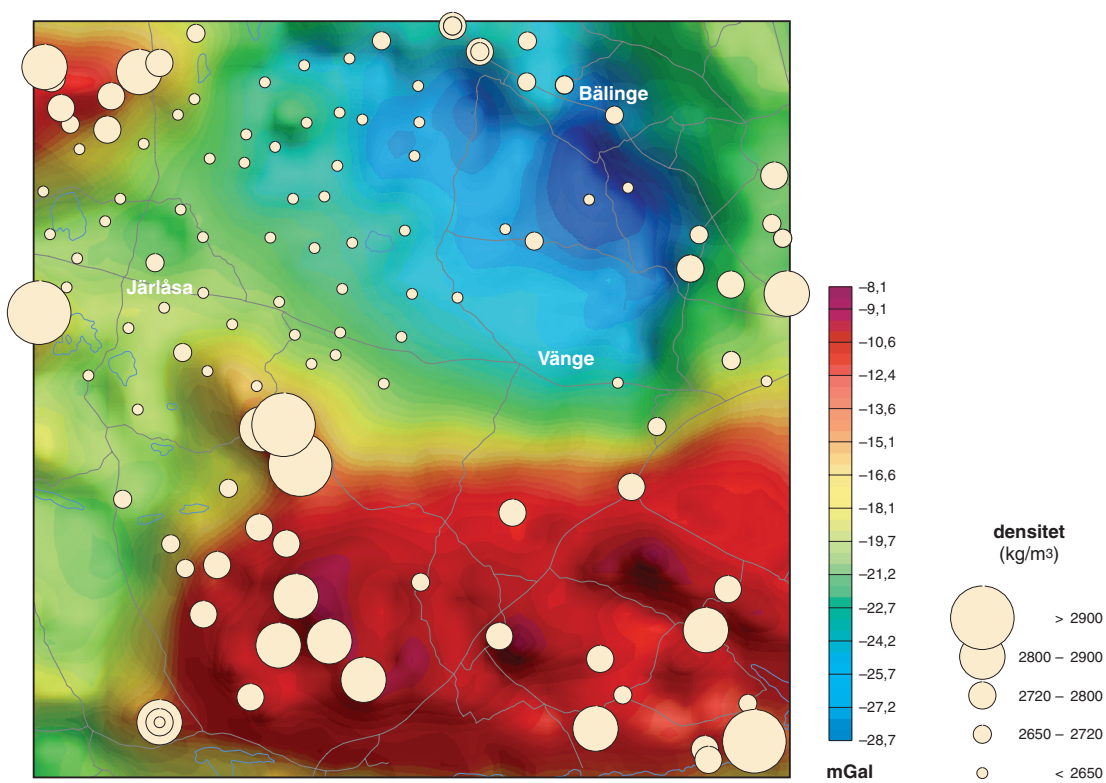 Bälinge
Järlåsa
Vänge
–8,1
–9,1
–10,6
–12,4
–13,6
–15,1
–16,6
–18,1
–19,7
–21,2
–22,7
–24,2
–25,7
–27,2
–28,7
mGal
densitet
(kg/m³)
> 2900
2800 – 2900
2720 – 2800
2650 – 2720
< 2650